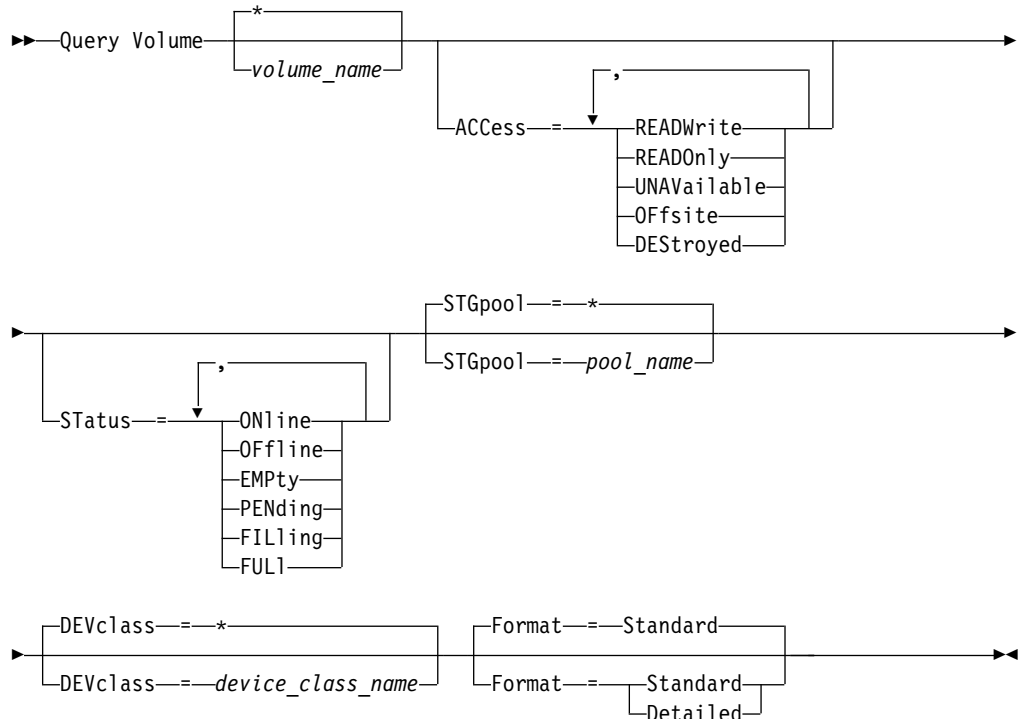 *
Query Volume
volume_name
,
ACCess = READWrite
READOnly
UNAVailable
OFfsite
DEStroyed
STGpool = *
STGpool = pool_name
,
STatus = ONline
OFfline
EMPty
PENding
FILling
FULl
DEVclass = * Format = Standard
DEVclass = device_class_name Format = Standard
Detailed